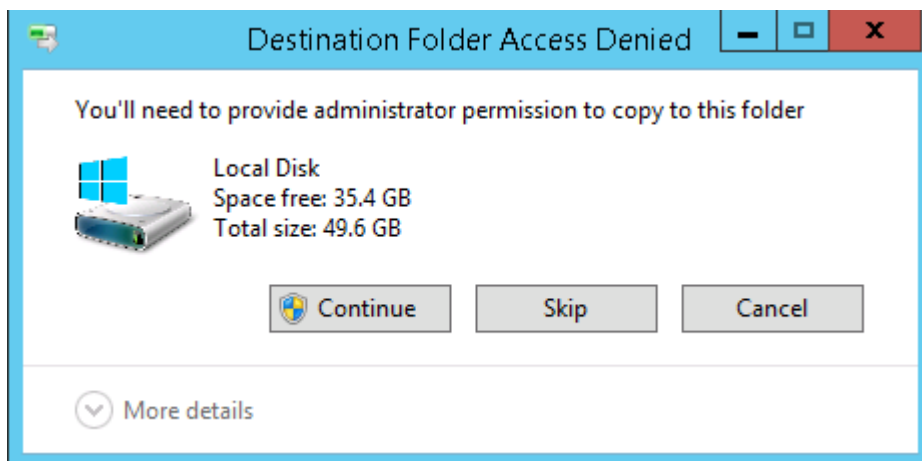 Destination Folder Access Denied
You'll need to provide administrator permission to copy to this folder
Local Disk
Space free: 35.4 GB
Total size: 49.6 GB
Continue Skip Cancel
More details